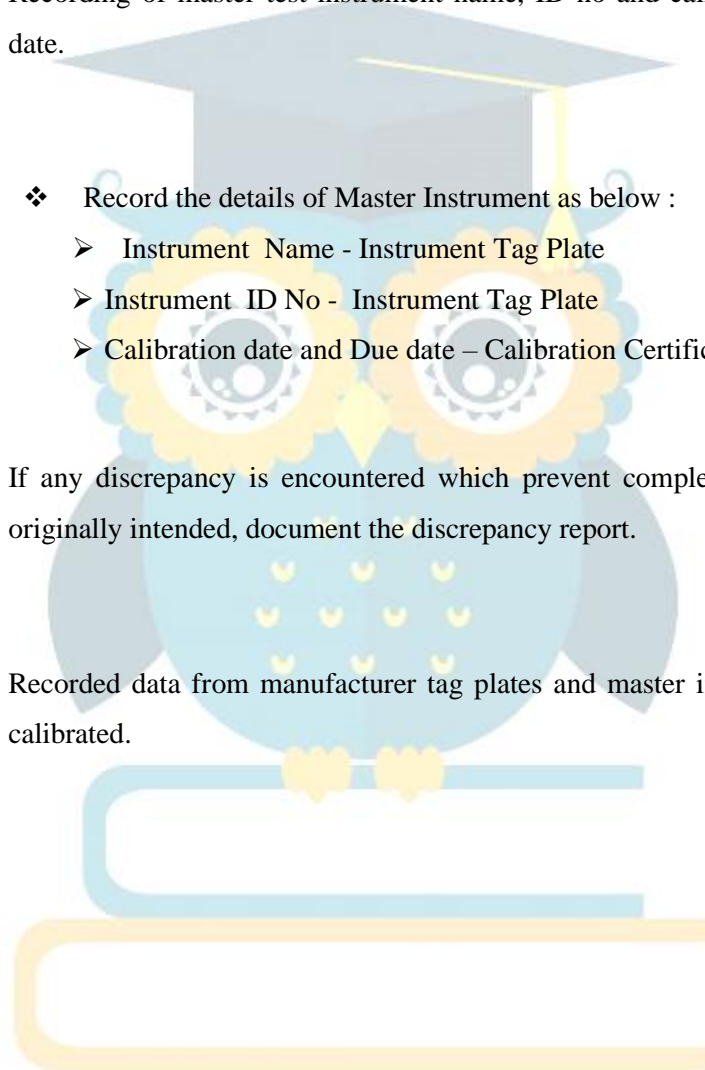 of master test instrument name, ID no and
date.
❖ Record the details of Master Instrument as below :
➢ Instrument Name - Instrument Tag Plate
➢ Instrument ID No - Instrument Tag Plate
➢ Calibration date and Due date – Calibration
If any discrepancy is encountered which prevent
originally intended, document the discrepancy report.
Recorded data from manufacturer tag plates and master
calibrated.